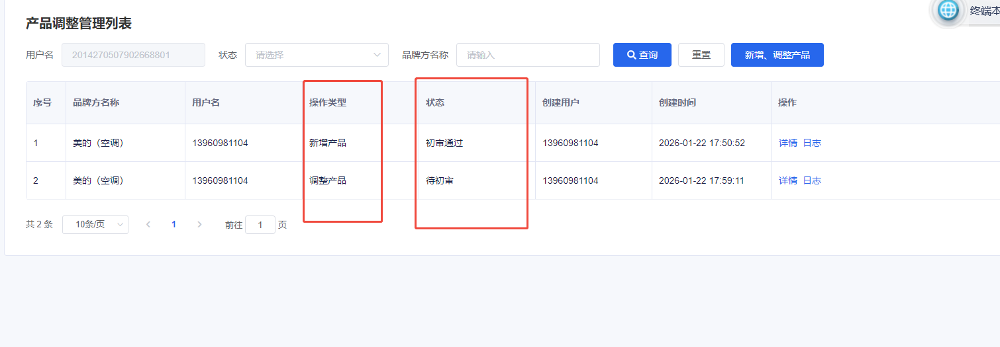 产品调整管理列表
终端本
用户名 2014270507902668801 状态 请选择 品牌方名称 请输入 查询 重置 新增、调整产品
序号 品牌方名称 用户名 操作类型 状态 创建用户 创建时间 操作
1 美的（空调） 13960981104 新增产品 初审通过 13960981104 2026-01-22 17:50:52 详情 日志
2 美的（空调） 13960981104 调整产品 待初审 13960981104 2026-01-22 17:59:11 详情 日志
共 2 条 10条/页 1 前往 1 页